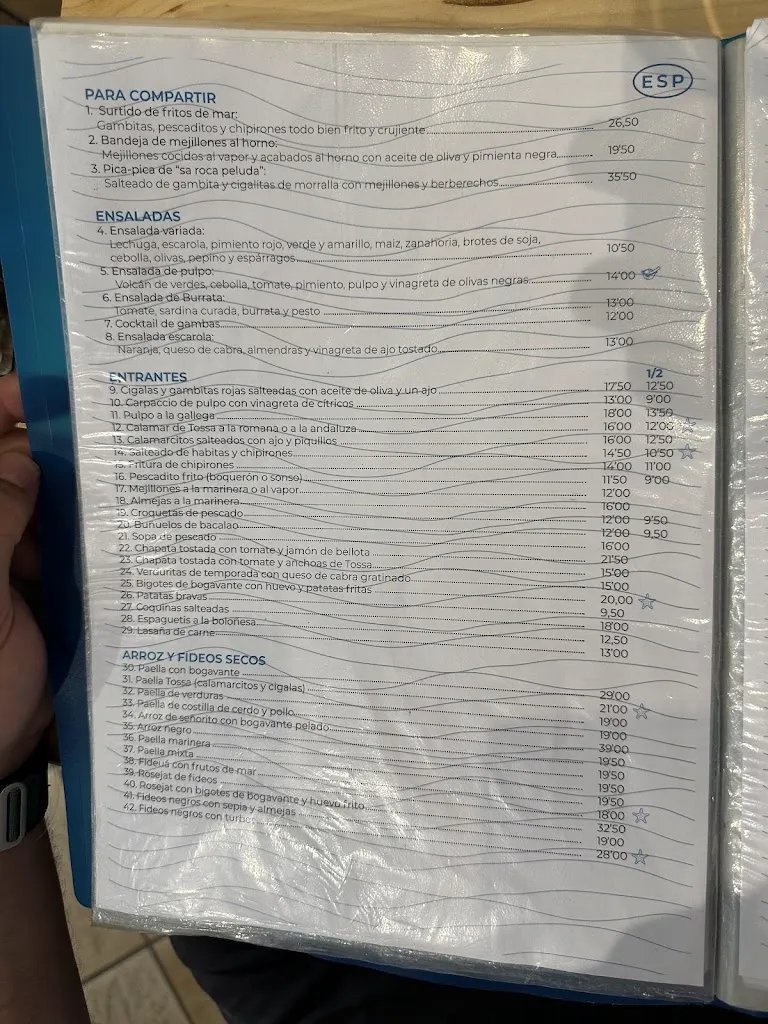 ESP
PARA COMPARTIR
1. Surtido de fritos de mar:
Gambitas, pescaditos y chipirones todo bien frito y crujiente 26,50
2. Bandeja de mejillones al horno:
Mejillones cocidos al vapor y acabados al horno con aceite de oliva y pimienta negra 19'50
3. Pica-pica de "sa roca peluda":
Salteado de gambita y cigalitas de morralla con mejillones y berberechos 35'50
ENSALADAS
4. Ensalada variada:
Lechuga, escarola, pimiento rojo, verde y amarillo, maiz, zanahoria, brotes de soja,
cebolla, olivas, pepino y espárragos 10'50
5. Ensalada de pulpo:
Volcán de verdes, cebolla, tomate, pimiento, pulpo y vinagreta de olivas negras 14'00
6. Ensalada de Burrata:
Tomate, sardina curada, burrata y pesto 13'00
7. Cocktail de gambas 12'00
8. Ensalada escarola:
Naranja, queso de cabra, almendras y vinagreta de ajo tostado 13'00
ENTRANTES 1/2
9. Cigalas y gambitas rojas salteadas con aceite de oliva y un ajo 17'50 12'50
10. Carpaccio de pulpo con vinagreta de cítricos 13'00 9'00
11. Pulpo a la gallega 18'00 13'50
12. Calamar de Tossa a la romana o a la andaluza 16'00 12'00
13. Calamarcitos salteados con ajo y piquillos 16'00 12'50
14. Salteado de habitas y chipirones 14'50 10'50
15. Fritura de chipirones 14'00 11'00
16. Pescadito frito (boquerón o sonso) 11'50 9'00
17. Mejillones a la marinera o al vapor 12'00
18. Almejas a la marinera 16'00
19. Croquetas de pescado 12'00 9'50
20. Buñuelos de bacalao 12'00 9,50
21. Sopa de pescado 16'00
22. Chapata tostada con tomate y jamón de bellota 21'50
23. Chapata tostada con tomate y anchoas de Tossa 15'00
24. Verduritas de temporada con queso de cabra gratinado 15'00
25. Bigotes de bogavante con huevo y patatas fritas 20,00
26. Patatas bravas 9,50
27. Coquinas salteadas 18'00
28. Espaguetis a la boloñesa 12,50
29. Lasaña de carne 13'00
ARROZ Y FIDEOS SECOS
30. Paella con bogavante 29'00
31. Paella Tossa (calamarcitos y cigalas) 21'00
32. Paella de verduras 19'00
33. Paella de costilla de cerdo y pollo 19'00
34. Arroz de señorito con bogavante pelado 39'00
35. Arroz negro 19'50
36. Paella marinera 19'50
37. Paella mixta 19'50
38. Fideuá con frutos de mar 19'50
39. Rosejat de fideos 18'00
40. Rosejat con bigotes de bogavante y huevo frito 32'50
41. Fideos negros con sepia y almejas 19'00
42. Fideos negros con turbot 28'00